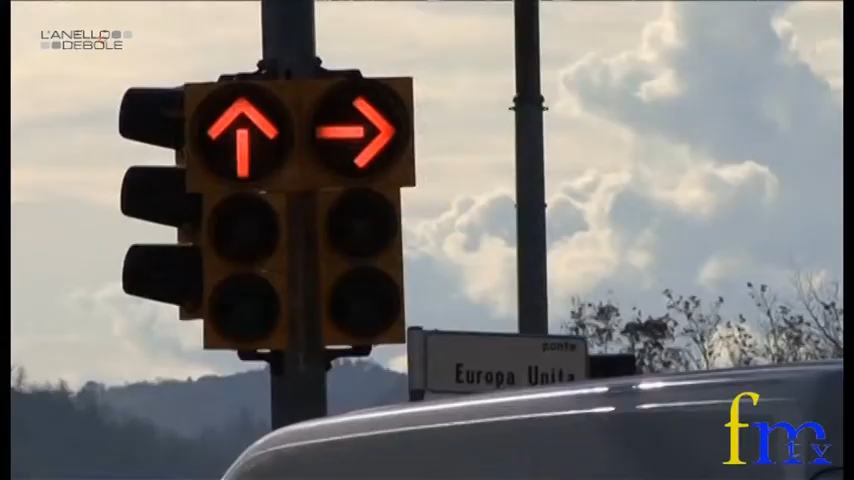 L'ANELLO
DEBOLE
ponte
Europa Unita
fm
tv